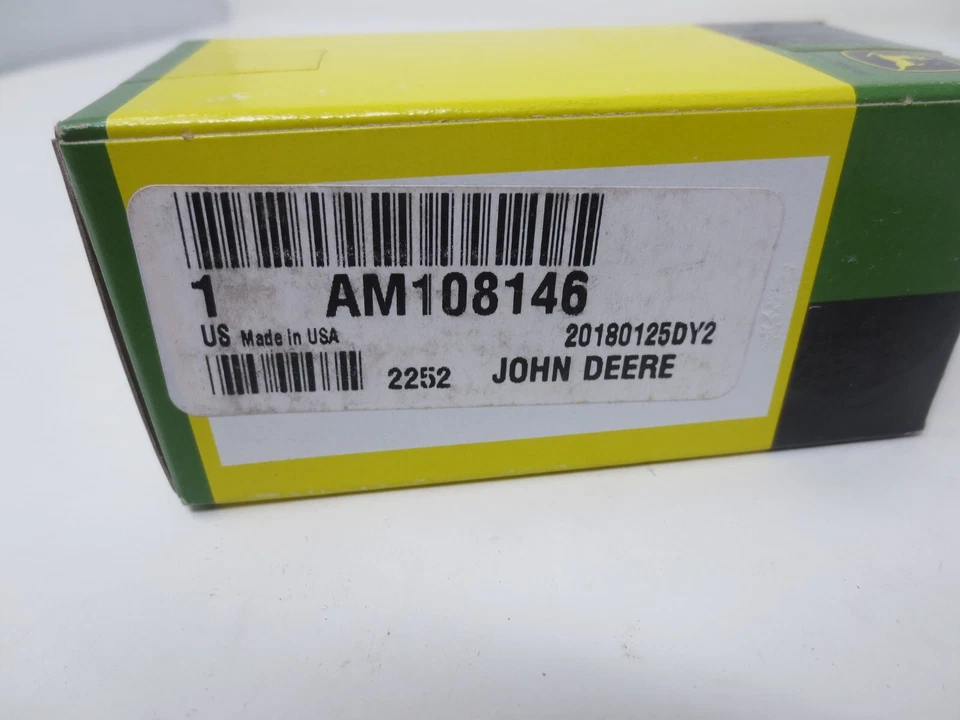 1 AM108146
US Made in USA 20180125DY2
2252 JOHN DEERE